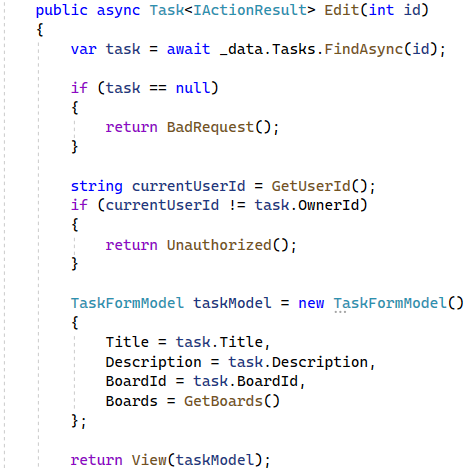 public async Task<IActionResult> Edit(int id)
{
    var task = await _data.Tasks.FindAsync(id);

    if (task == null)
    {
        return BadRequest();
    }

    string currentUserId = GetUserId();
    if (currentUserId != task.OwnerId)
    {
        return Unauthorized();
    }

    TaskFormModel taskModel = new TaskFormModel()
    {
        Title = task.Title,
        Description = task.Description,
        BoardId = task.BoardId,
        Boards = GetBoards()
    };

    return View(taskModel);